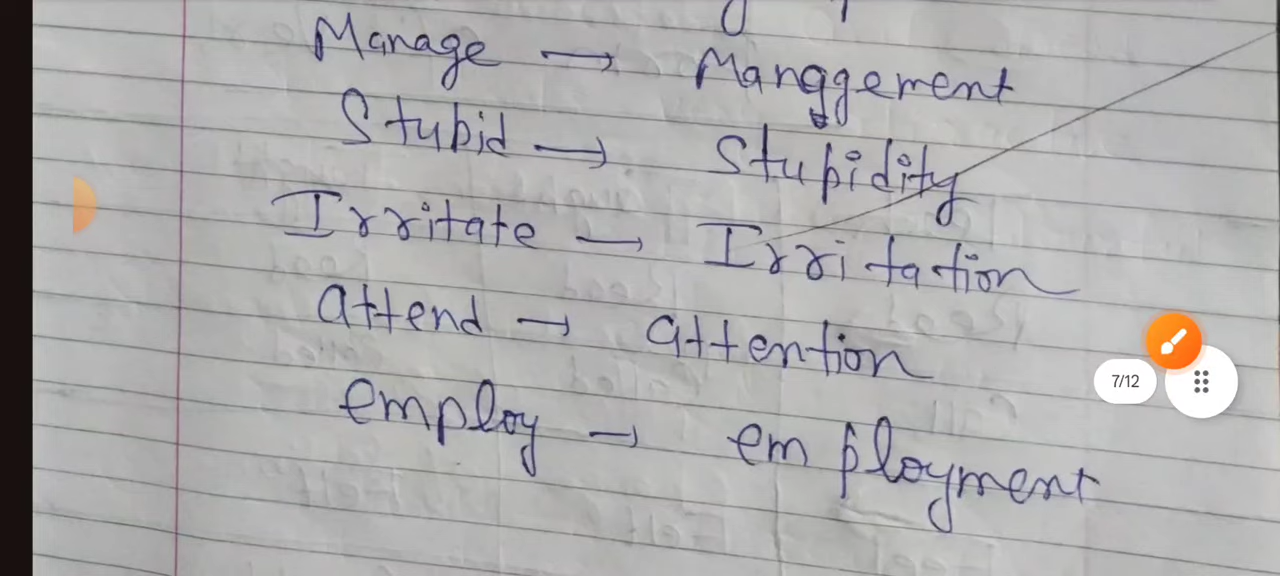 Manage → Manggement
Stubid → Stupidity
Irritate → Irritation
attend → attention
employ → employment
7/12